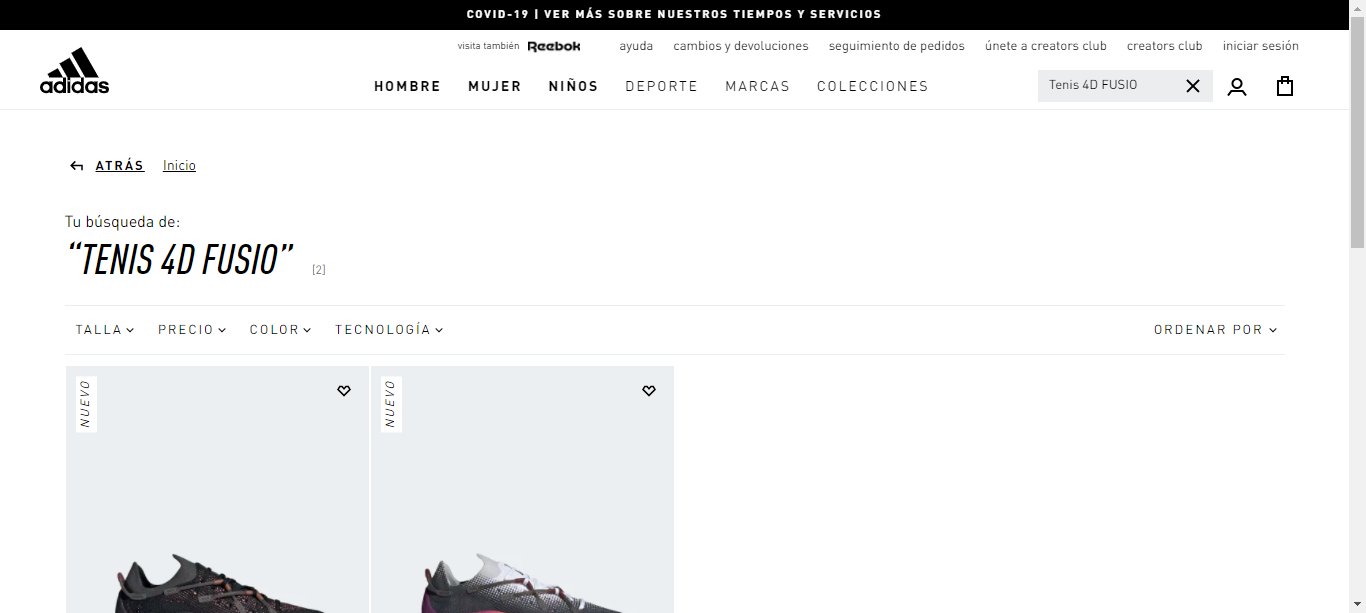 COVID-19 | VER MÁS SOBRE NUESTROS TIEMPOS Y SERVICIOS
visita también Reebok ayuda cambios y devoluciones seguimiento de pedidos únete a creators club creators club iniciar sesión
adidas
HOMBRE MUJER NIÑOS DEPORTE MARCAS COLECCIONES Tenis 4D FUSIO
ATRÁS Inicio
Tu búsqueda de:
“TENIS 4D FUSIO” [2]
TALLA PRECIO COLOR TECNOLOGÍA ORDENAR POR
NUEVO NUEVO